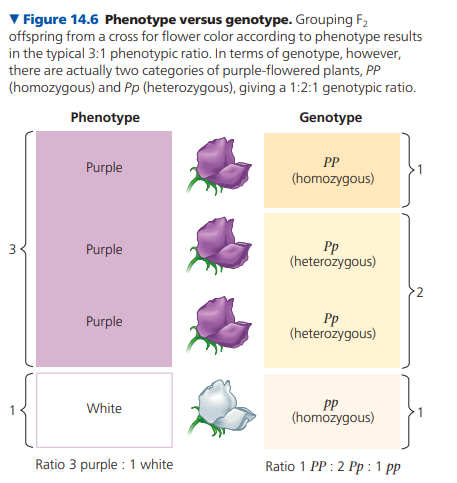 ▼ Figure 14.6 Phenotype versus genotype. Grouping F₂
offspring from a cross for flower color according to phenotype results
in the typical 3:1 phenotypic ratio. In terms of genotype, however,
there are actually two categories of purple-flowered plants, PP
(homozygous) and Pp (heterozygous), giving a 1:2:1 genotypic ratio.
Phenotype
Genotype
3
Purple
PP
(homozygous)
1
Purple
Pp
(heterozygous)
2
Purple
Pp
(heterozygous)
1
White
pp
(homozygous)
1
Ratio 3 purple : 1 white
Ratio 1 PP : 2 Pp : 1 pp